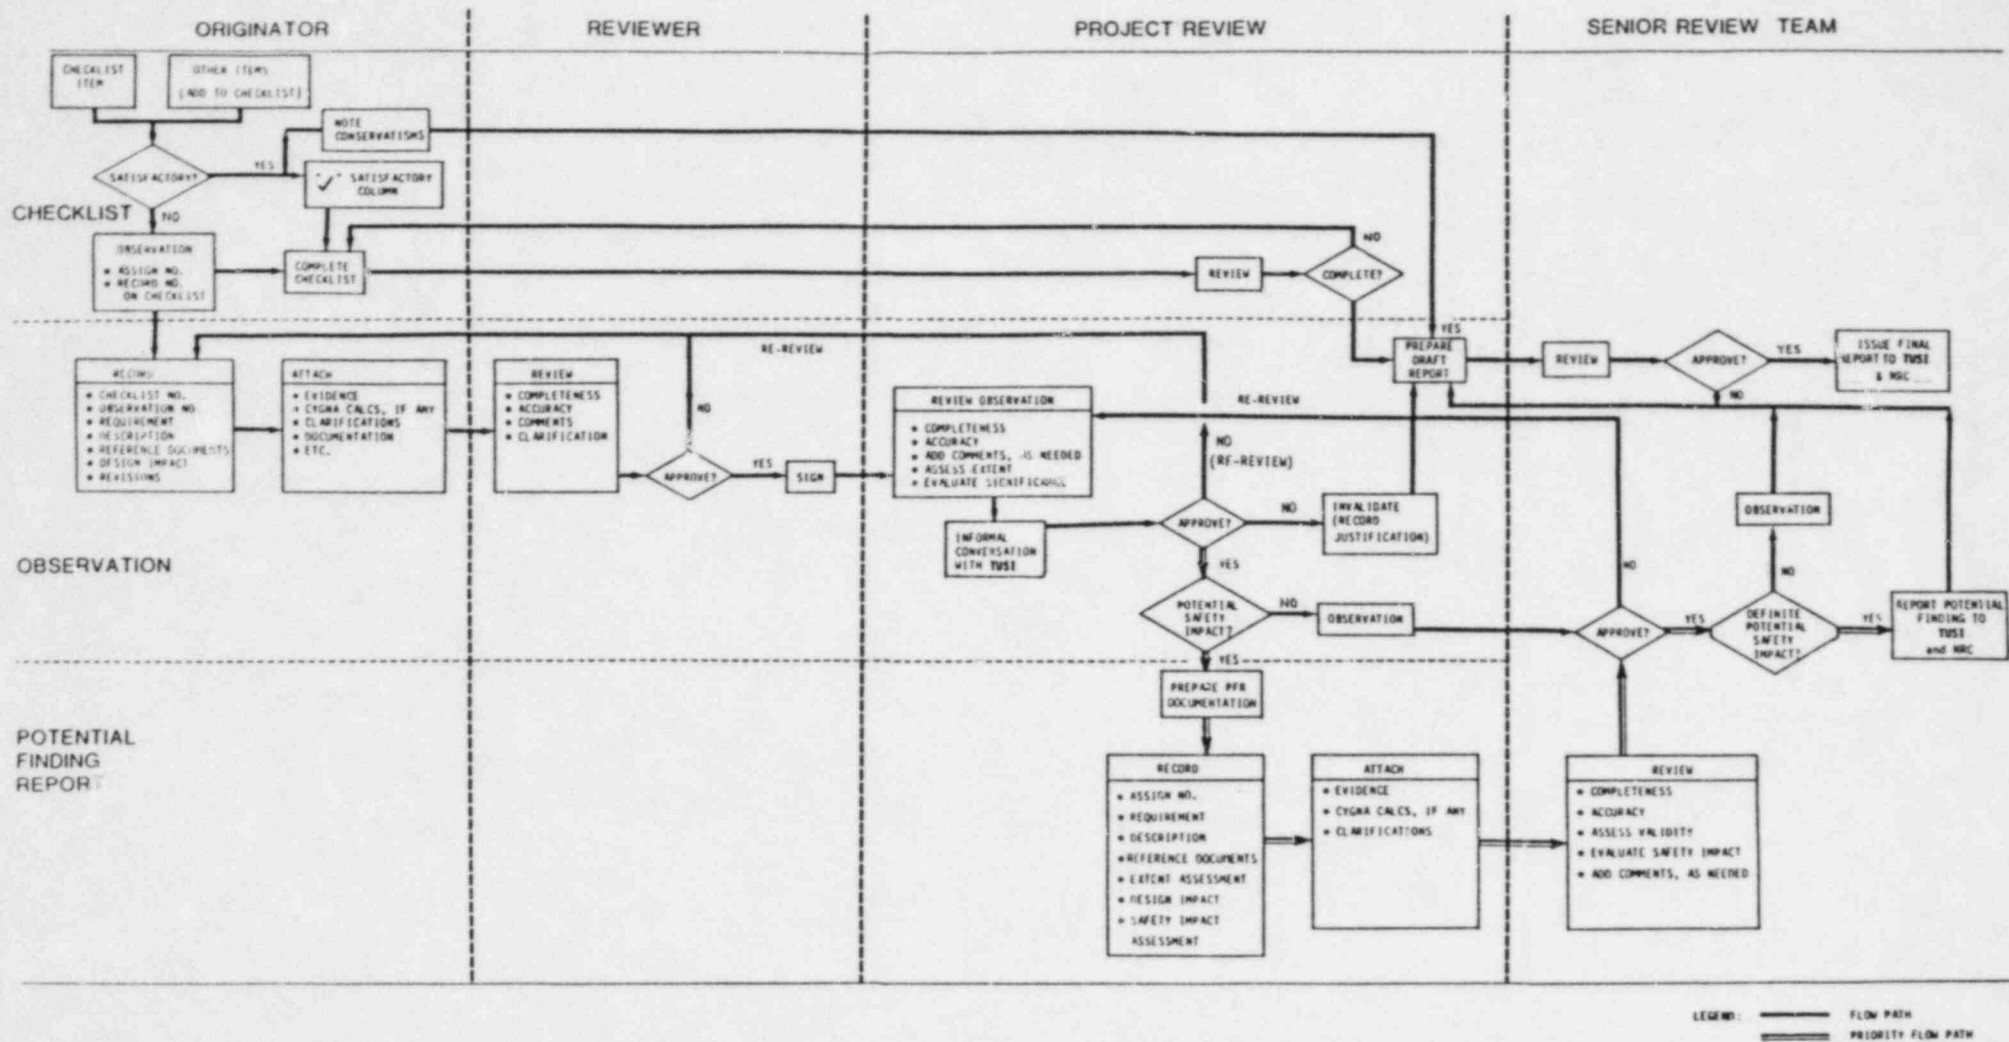 ORIGINATOR
REVIEWER
PROJECT REVIEW
SENIOR REVIEW TEAM
CHECKLIST
ITEM
OTHER ITEMS
(ADD TO CHECKLIST)
NOTE
CONSERVATISMS
SATISFACTORY?
YES
"✓" SATISFACTORY
COLUMN
CHECKLIST
NO
OBSERVATION
* ASSIGN NO.
* RECORD NO.
ON CHECKLIST
COMPLETE
CHECKLIST
REVIEW
COMPLETE?
NO
YES
RECORD
* CHECKLIST NO.
* OBSERVATION NO.
* REQUIREMENT
* DESCRIPTION
* REFERENCE DOCUMENTS
* DESIGN IMPACT
* REVISIONS
ATTACH
* EVIDENCE
* CYGNA CALCS, IF ANY
* CLARIFICATIONS
* DOCUMENTATION
* ETC.
REVIEW
* COMPLETENESS
* ACCURACY
* COMMENTS
* CLARIFICATION
RE-REVIEW
NO
APPROVE?
YES
SIGN
REVIEW OBSERVATION
* COMPLETENESS
* ACCURACY
* ADD COMMENTS, AS NEEDED
* ASSESS EXTENT
* EVALUATE SIGNIFICANCE
RE-REVIEW
NO
(RE-REVIEW)
PREPARE
DRAFT
REPORT
REVIEW
APPROVE?
YES
NO
ISSUE FINAL
REPORT TO TUSI
& NRC
INFORMAL
CONVERSATION
WITH TUSI
APPROVE?
NO
INVALIDATE
(RECORD
JUSTIFICATION)
YES
OBSERVATION
POTENTIAL
SAFETY
IMPACT?
NO
OBSERVATION
YES
NO
APPROVE?
YES
OBSERVATION
NO
DEFINITE
POTENTIAL
SAFETY
IMPACT?
YES
REPORT POTENTIAL
FINDING TO
TUSI
and NRC
POTENTIAL
FINDING
REPORT
PREPARE PFR
DOCUMENTATION
RECORD
* ASSIGN NO.
* REQUIREMENT
* DESCRIPTION
* REFERENCE DOCUMENTS
* EXTENT ASSESSMENT
* DESIGN IMPACT
* SAFETY IMPACT
ASSESSMENT
ATTACH
* EVIDENCE
* CYGNA CALCS, IF ANY
* CLARIFICATIONS
REVIEW
* COMPLETENESS
* ACCURACY
* ASSESS VALIDITY
* EVALUATE SAFETY IMPACT
* ADD COMMENTS, AS NEEDED
LEGEND:
FLOW PATH
PRIORITY FLOW PATH